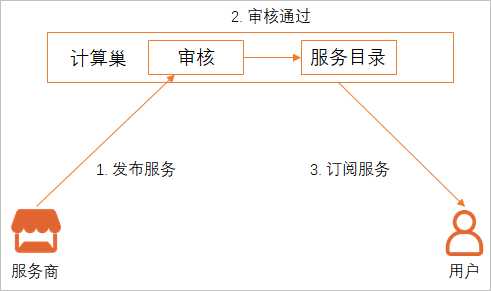 2. 审核通过
计算巢
审核
服务目录
1. 发布服务
3. 订阅服务
服务商
用户